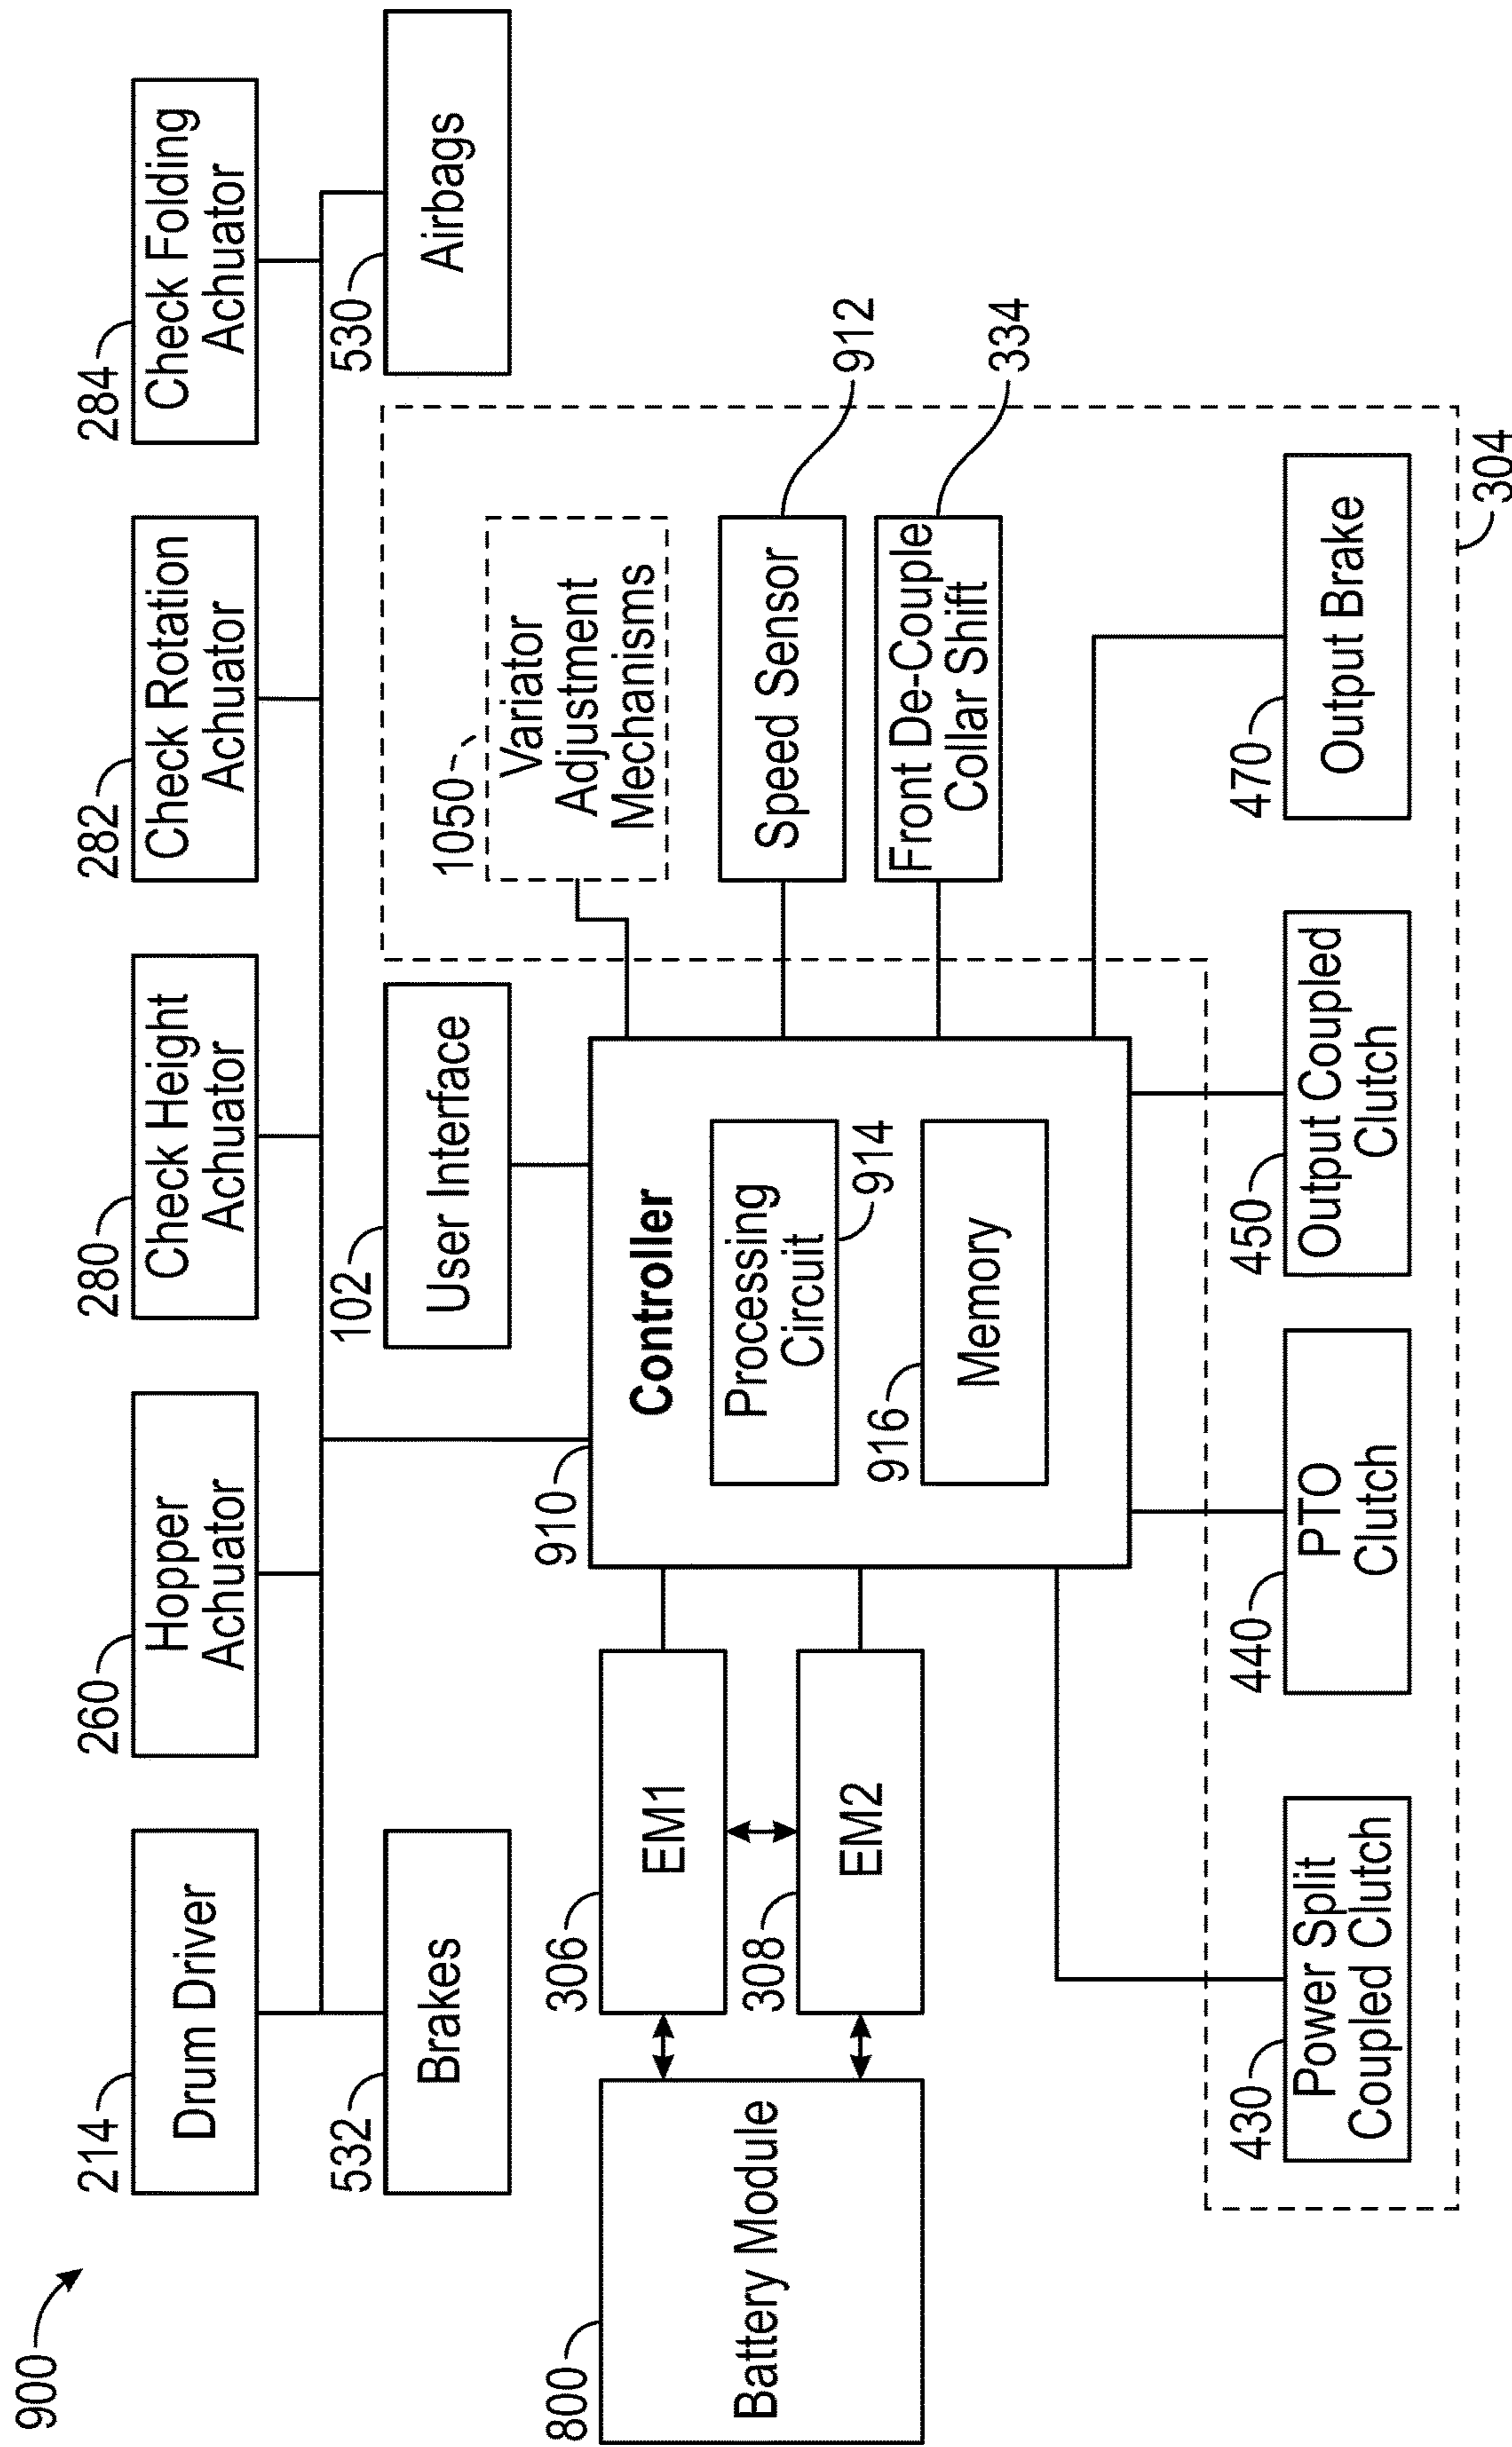 900
214
Drum Driver
260
Hopper
Achuator
280
Check Height
Achuator
282
Check Rotation
Achuator
284
Check Folding
Achuator
532
Brakes
102
User Interface
530
Airbags
910
Controller
Processing
Circuit
914
916
Memory
800
Battery Module
306
EM1
308
EM2
1050
Variator
Adjustment
Mechanisms
Speed Sensor
912
Front De-Couple
Collar Shift
334
430
Power Split
Coupled Clutch
440
PTO
Clutch
450
Output Coupled
Clutch
470
Output Brake
304